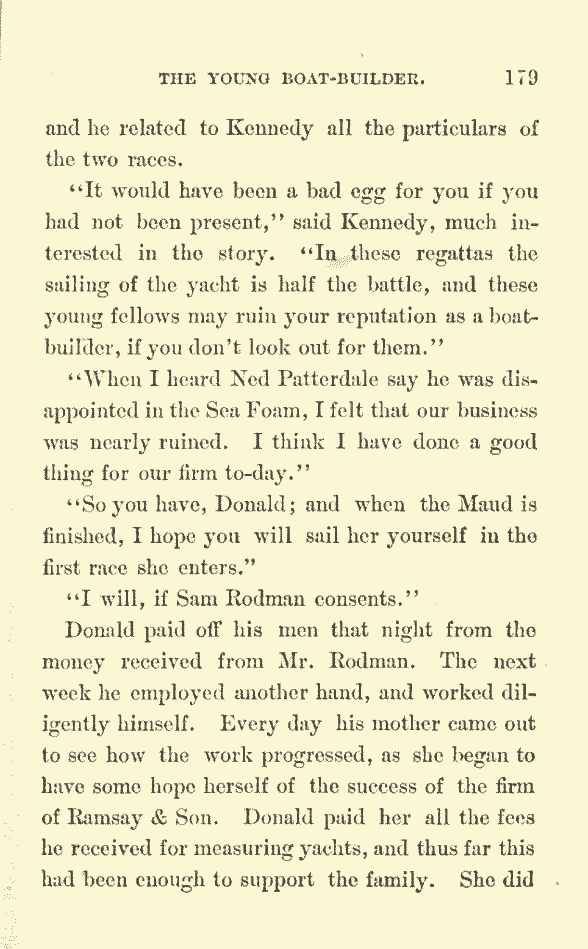 THE YOUNG BOAT-BUILDER. 179
and he related to Kennedy all the particulars of
the two races.
"It would have been a bad egg for you if you
had not been present," said Kennedy, much in-
terested in the story. "In these regattas the
sailing of the yacht is half the battle, and these
young fellows may ruin your reputation as a boat-
builder, if you don't look out for them."
"When I heard Ned Patterdale say he was dis-
appointed in the Sea Foam, I felt that our business
was nearly ruined. I think I have done a good
thing for our firm to-day."
"So you have, Donald; and when the Maud is
finished, I hope you will sail her yourself in the
first race she enters."
"I will, if Sam Rodman consents."
Donald paid off his men that night from the
money received from Mr. Rodman. The next
week he employed another hand, and worked dil-
igently himself. Every day his mother came out
to see how the work progressed, as she began to
have some hope herself of the success of the firm
of Ramsay & Son. Donald paid her all the fees
he received for measuring yachts, and thus far this
had been enough to support the family. She did